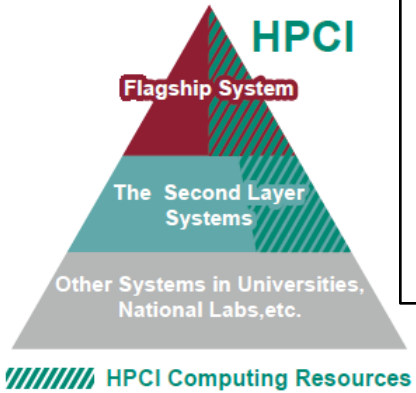 HPCI
Flagship System
The Second Layer
Systems
Other Systems in Universities,
National Labs,etc.
HPCI Computing Resources